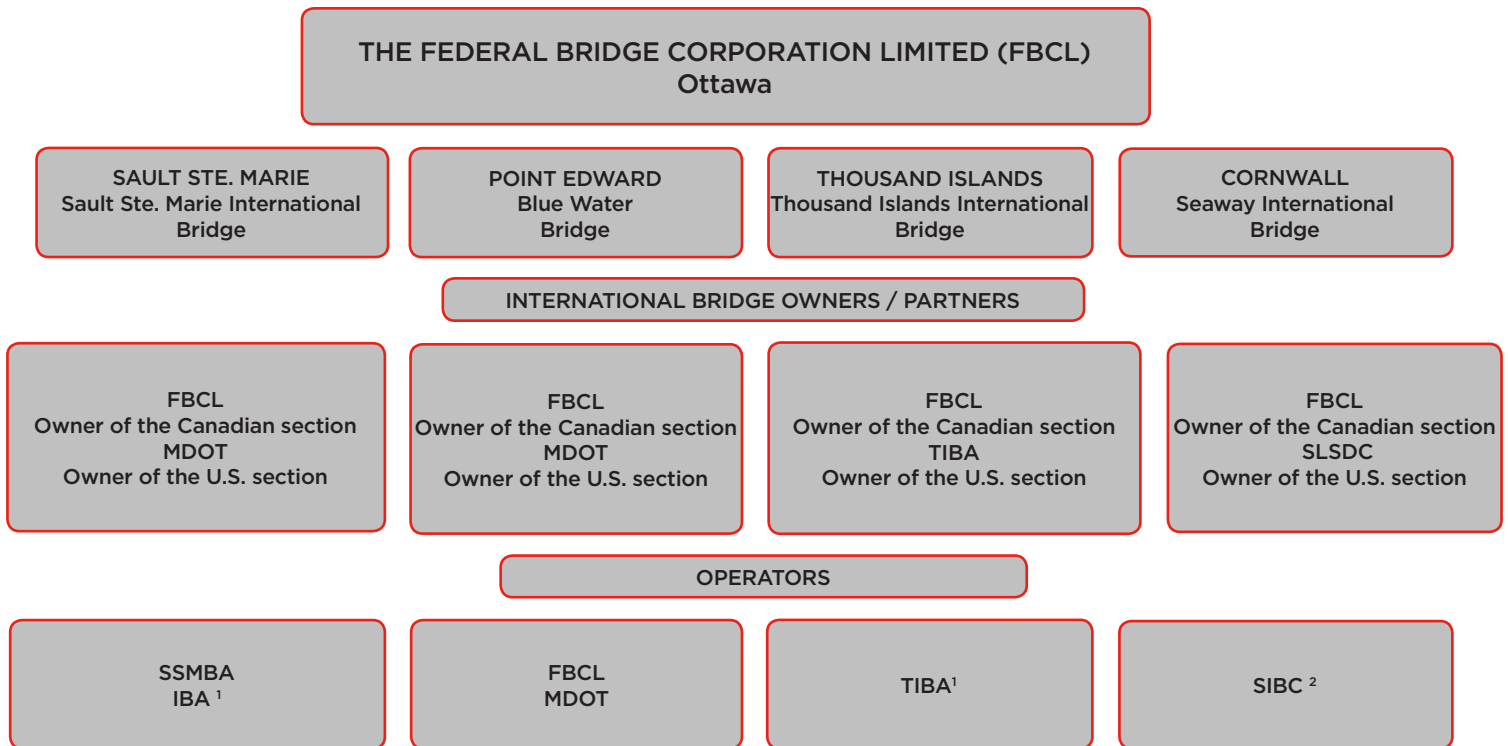 THE FEDERAL BRIDGE CORPORATION LIMITED (FBCL)
Ottawa
SAULT STE. MARIE
Sault Ste. Marie International
Bridge
POINT EDWARD
Blue Water
Bridge
THOUSAND ISLANDS
Thousand Islands International
Bridge
CORNWALL
Seaway International
Bridge
INTERNATIONAL BRIDGE OWNERS / PARTNERS
FBCL
Owner of the Canadian section
MDOT
Owner of the U.S. section
FBCL
Owner of the Canadian section
MDOT
Owner of the U.S. section
FBCL
Owner of the Canadian section
TIBA
Owner of the U.S. section
FBCL
Owner of the Canadian section
SLSDC
Owner of the U.S. section
OPERATORS
SSMBA
IBA ¹
FBCL
MDOT
TIBA¹
SIBC ²